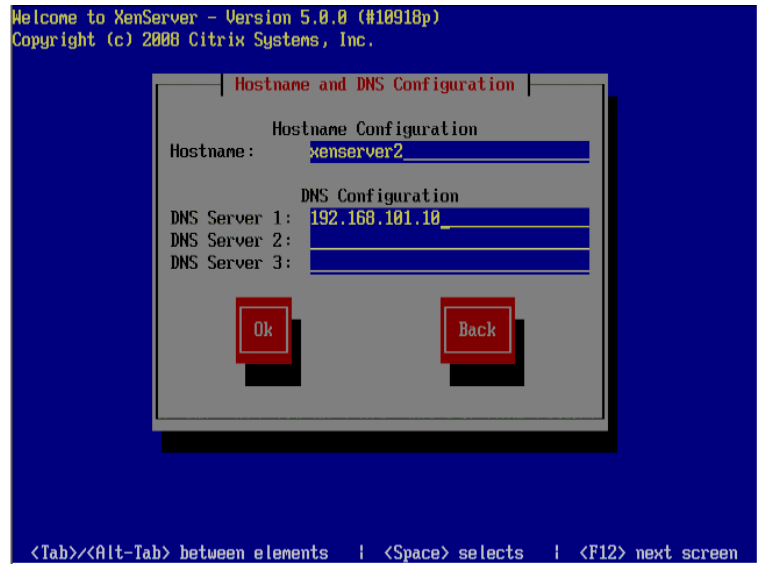 Welcome to XenServer - Version 5.0.0 (#10918p)
Copyright (c) 2008 Citrix Systems, Inc.
Hostname and DNS Configuration
Hostname Configuration
Hostname: xenserver2
DNS Configuration
DNS Server 1: 192.168.101.10
DNS Server 2:
DNS Server 3:
Ok Back
<Tab>/<Alt-Tab> between elements | <Space> selects | <F12> next screen